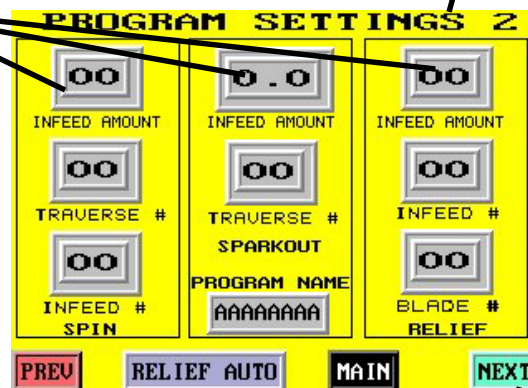 PROGRAM SETTINGS 2
00
INFEED AMOUNT
00
TRAVERSE #
00
INFEED #
SPIN
0.0
INFEED AMOUNT
00
TRAVERSE #
SPARKOUT
PROGRAM NAME
AAAAAAAA
00
INFEED AMOUNT
00
INFEED #
00
BLADE #
RELIEF
PREV
RELIEF AUTO
MAIN
NEXT